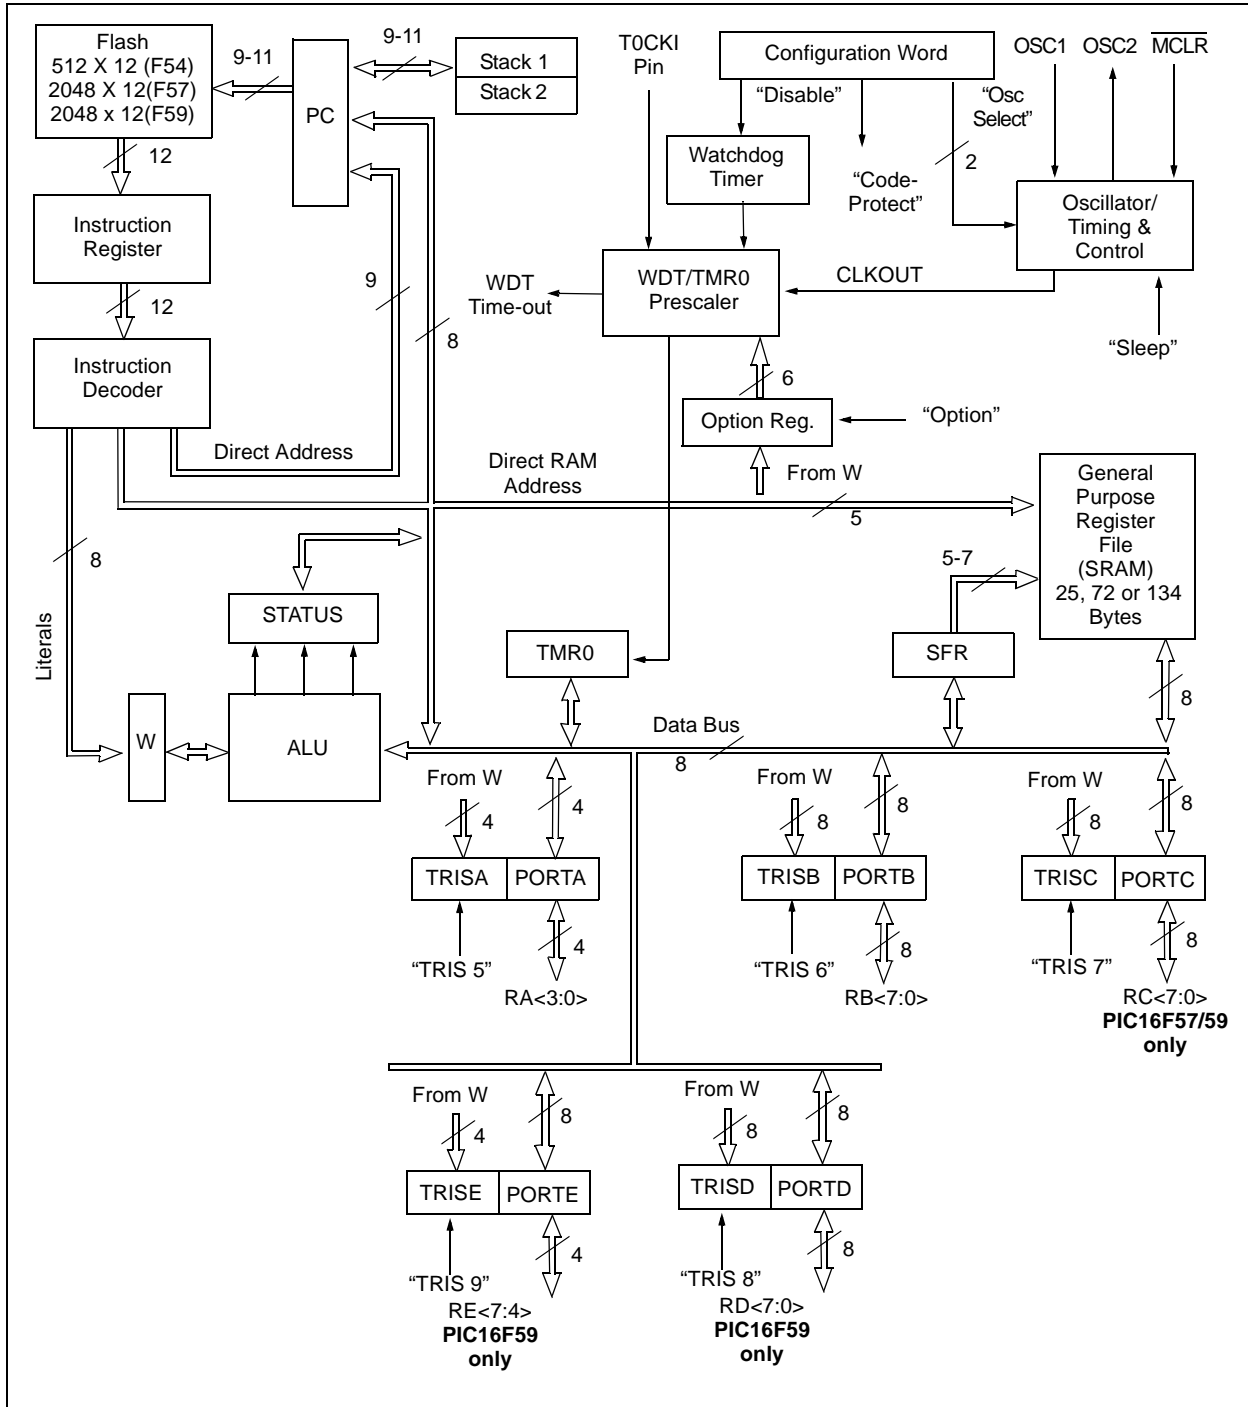 Flash
512 X 12 (F54)
2048 X 12(F57)
2048 x 12(F59)
9-11
PC
9-11
Stack 1
Stack 2
T0CKI
Pin
Configuration Word
OSC1
OSC2
MCLR
“Disable”
“Osc
Select”
12
Watchdog
Timer
“Code-
Protect”
2
Instruction
Register
Oscillator/
Timing &
Control
9
WDT
Time-out
WDT/TMR0
Prescaler
CLKOUT
12
8
“Sleep”
Instruction
Decoder
6
Option Reg.
“Option”
Direct Address
Direct RAM
Address
From W
5
General
Purpose
Register
File
(SRAM)
25, 72 or 134
Bytes
8
5-7
Literals
STATUS
TMR0
SFR
8
W
ALU
Data Bus
8
From W
4
4
From W
8
8
From W
8
8
TRISA
PORTA
TRISB
PORTB
TRISC
PORTC
4
8
8
“TRIS 5”
“TRIS 6”
“TRIS 7”
RA<3:0>
RB<7:0>
RC<7:0>
PIC16F57/59
only
From W
4
8
From W
8
8
TRISE
PORTE
TRISD
PORTD
4
8
“TRIS 9”
“TRIS 8”
RE<7:4>
PIC16F59
only
RD<7:0>
PIC16F59
only